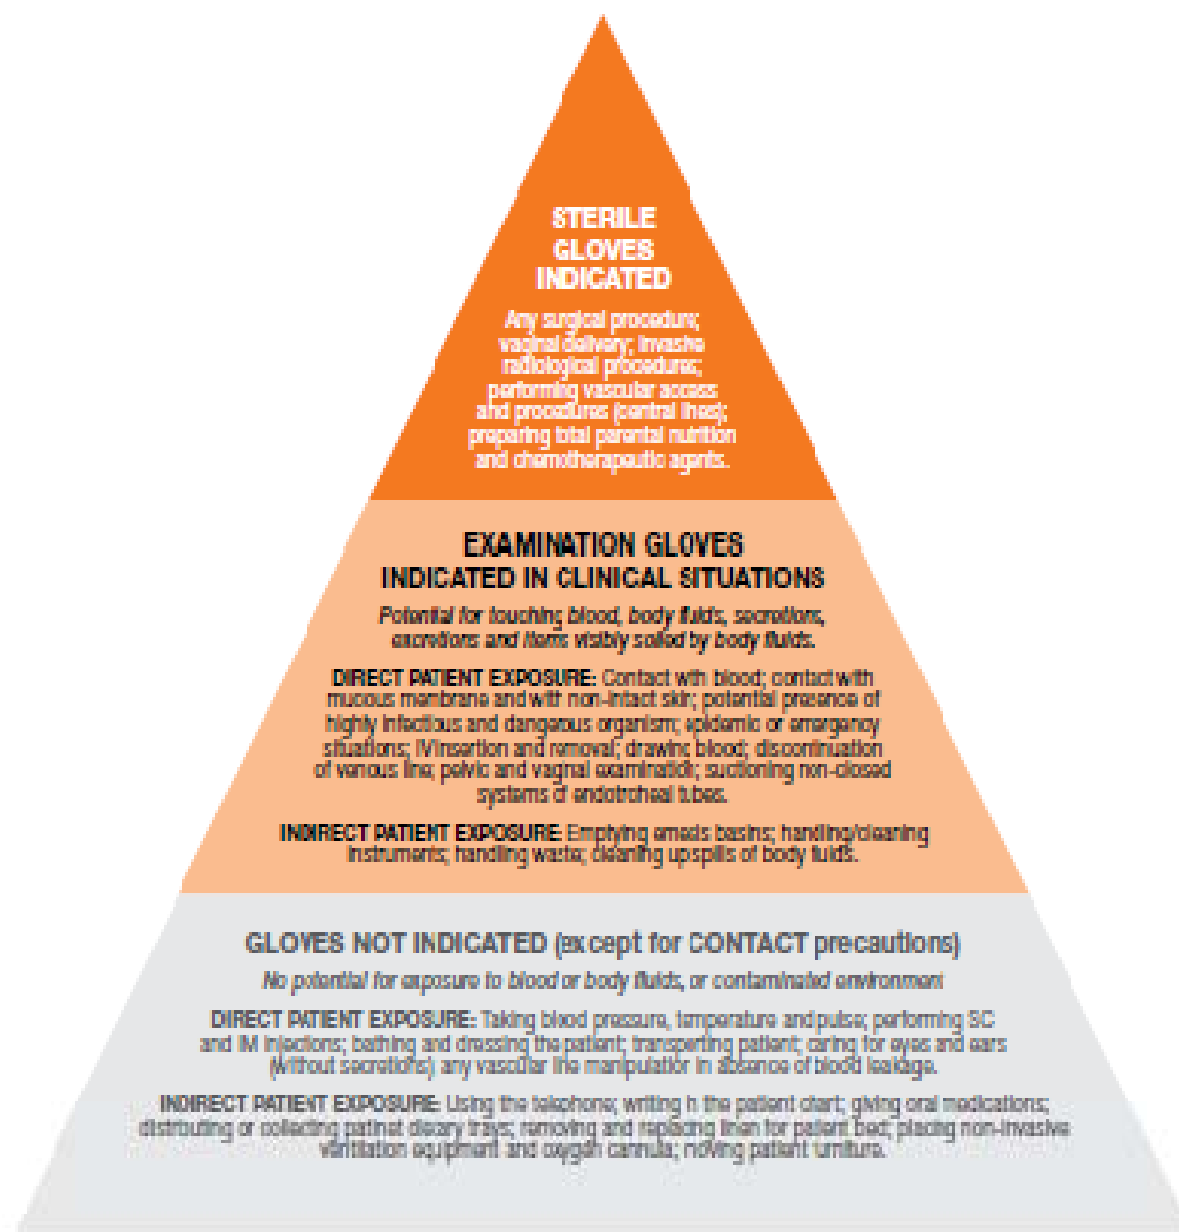 STERILE
GLOVES
INDICATED
Any surgical procedure;
vaginal delivery; invasive
radiological procedures;
performing vascular access
and procedures (central lines);
preparing total parental nutrition
and chemotherapeutic agents.
EXAMINATION GLOVES
INDICATED IN CLINICAL SITUATIONS
Potential for touching blood, body fluids, secretions,
excretions and items visibly soiled by body fluids.
DIRECT PATIENT EXPOSURE: Contact with blood; contact with
mucous membrane and with non-intact skin; potential presence of
highly infectious and dangerous organism; epidemic or emergency
situations; IV insertion and removal; drawing blood; discontinuation
of venous line; pelvic and vaginal examination; suctioning non-closed
systems of endotrcheal tubes.
INDIRECT PATIENT EXPOSURE: Emptying emesis basins; handling/cleaning
instruments; handling waste; cleaning up spills of body fluids.
GLOVES NOT INDICATED (except for CONTACT precautions)
No potential for exposure to blood or body fluids, or contaminated environment
DIRECT PATIENT EXPOSURE: Taking blood pressure, temperature and pulse; performing SC
and IM injections; bathing and dressing the patient; transporting patient; caring for eyes and ears
(without secretions); any vascular line manipulation in absence of blood leakage.
INDIRECT PATIENT EXPOSURE: Using the telephone; writing in the patient chart; giving oral medications;
distributing or collecting patinet dieary trays; removing and replacing linen for patient bed; placing non-invasive
ventilation equipment and oxygen cannula; moving patient furniture.